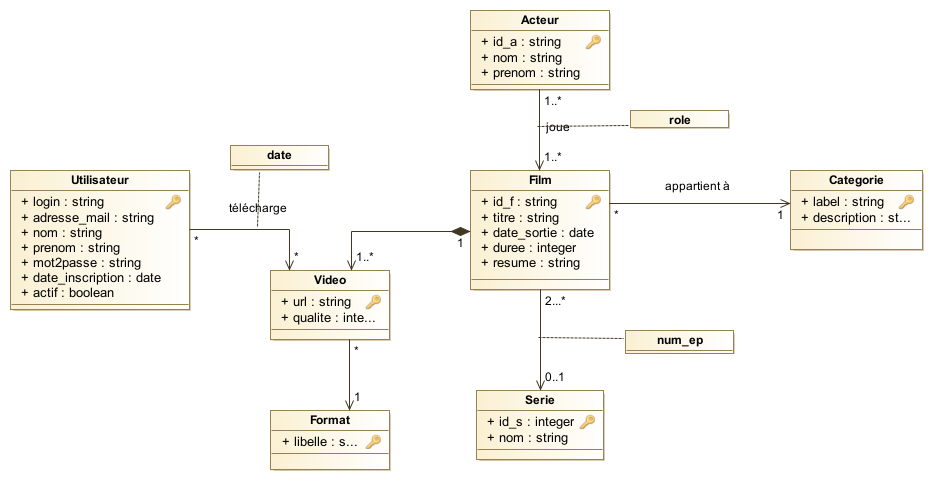 Acteur
+ id_a : string
+ nom : string
+ prenom : string
1..*
joue
role
1..*
date
télécharge
Utilisateur
+ login : string
+ adresse_mail : string
+ nom : string
+ prenom : string
+ mot2passe : string
+ date_inscription : date
+ actif : boolean
*
*
Film
+ id_f : string
+ titre : string
+ date_sortie : date
+ duree : integer
+ resume : string
appartient à
*
1
Categorie
+ label : string
+ description : st...
1
1..*
Video
+ url : string
+ qualite : inte...
*
1
Format
+ libelle : s...
2...*
num_ep
0..1
Serie
+ id_s : integer
+ nom : string